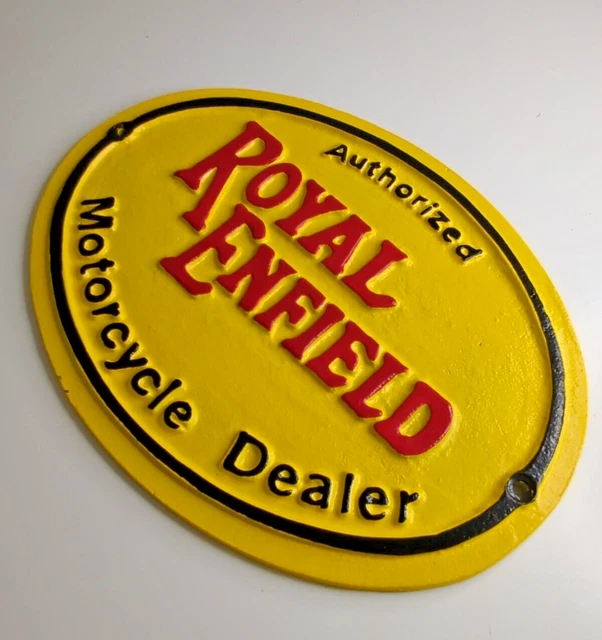 Authorized
ROYAL
ENFIELD
Motorcycle Dealer